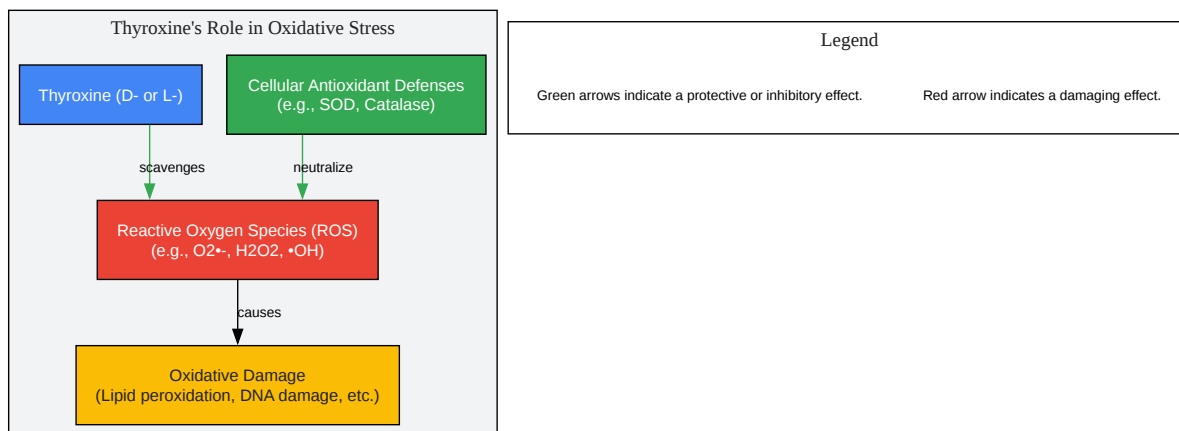 Thyroxine's Role in Oxidative Stress
Thyroxine (D- or L-)
Cellular Antioxidant Defenses
(e.g., SOD, Catalase)
scavenges
neutralize
Reactive Oxygen Species (ROS)
(e.g., O2•-, H2O2, •OH)
causes
Oxidative Damage
(Lipid peroxidation, DNA damage, etc.)
Legend
Green arrows indicate a protective or inhibitory effect.
Red arrow indicates a damaging effect.